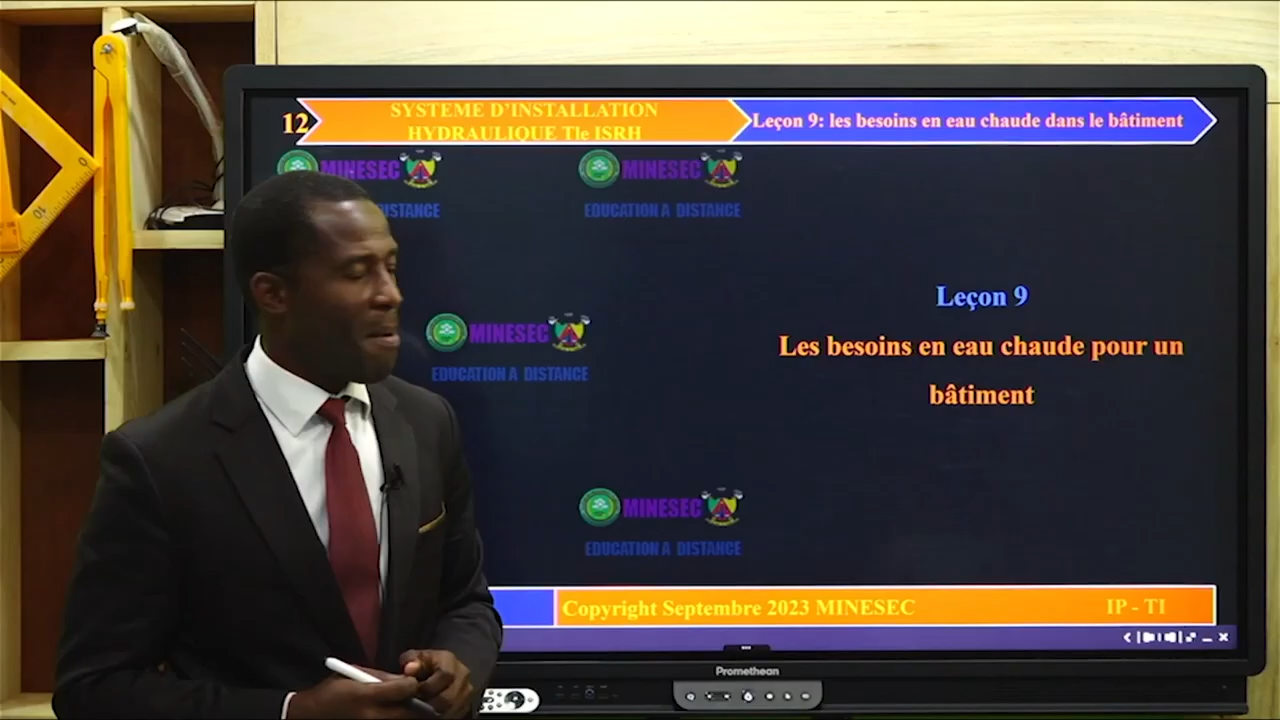 12
SYSTEME D'INSTALLATION
HYDRAULIQUE Tle ISRH
Leçon 9: les besoins en eau chaude dans le bâtiment
MINESEC
MINESEC
EDUCATION A DISTANCE
Leçon 9
Les besoins en eau chaude pour un
bâtiment
MINESEC
EDUCATION A DISTANCE
MINESEC
EDUCATION A DISTANCE
Copyright Septembre 2023 MINESEC
IP - TI
Promethean